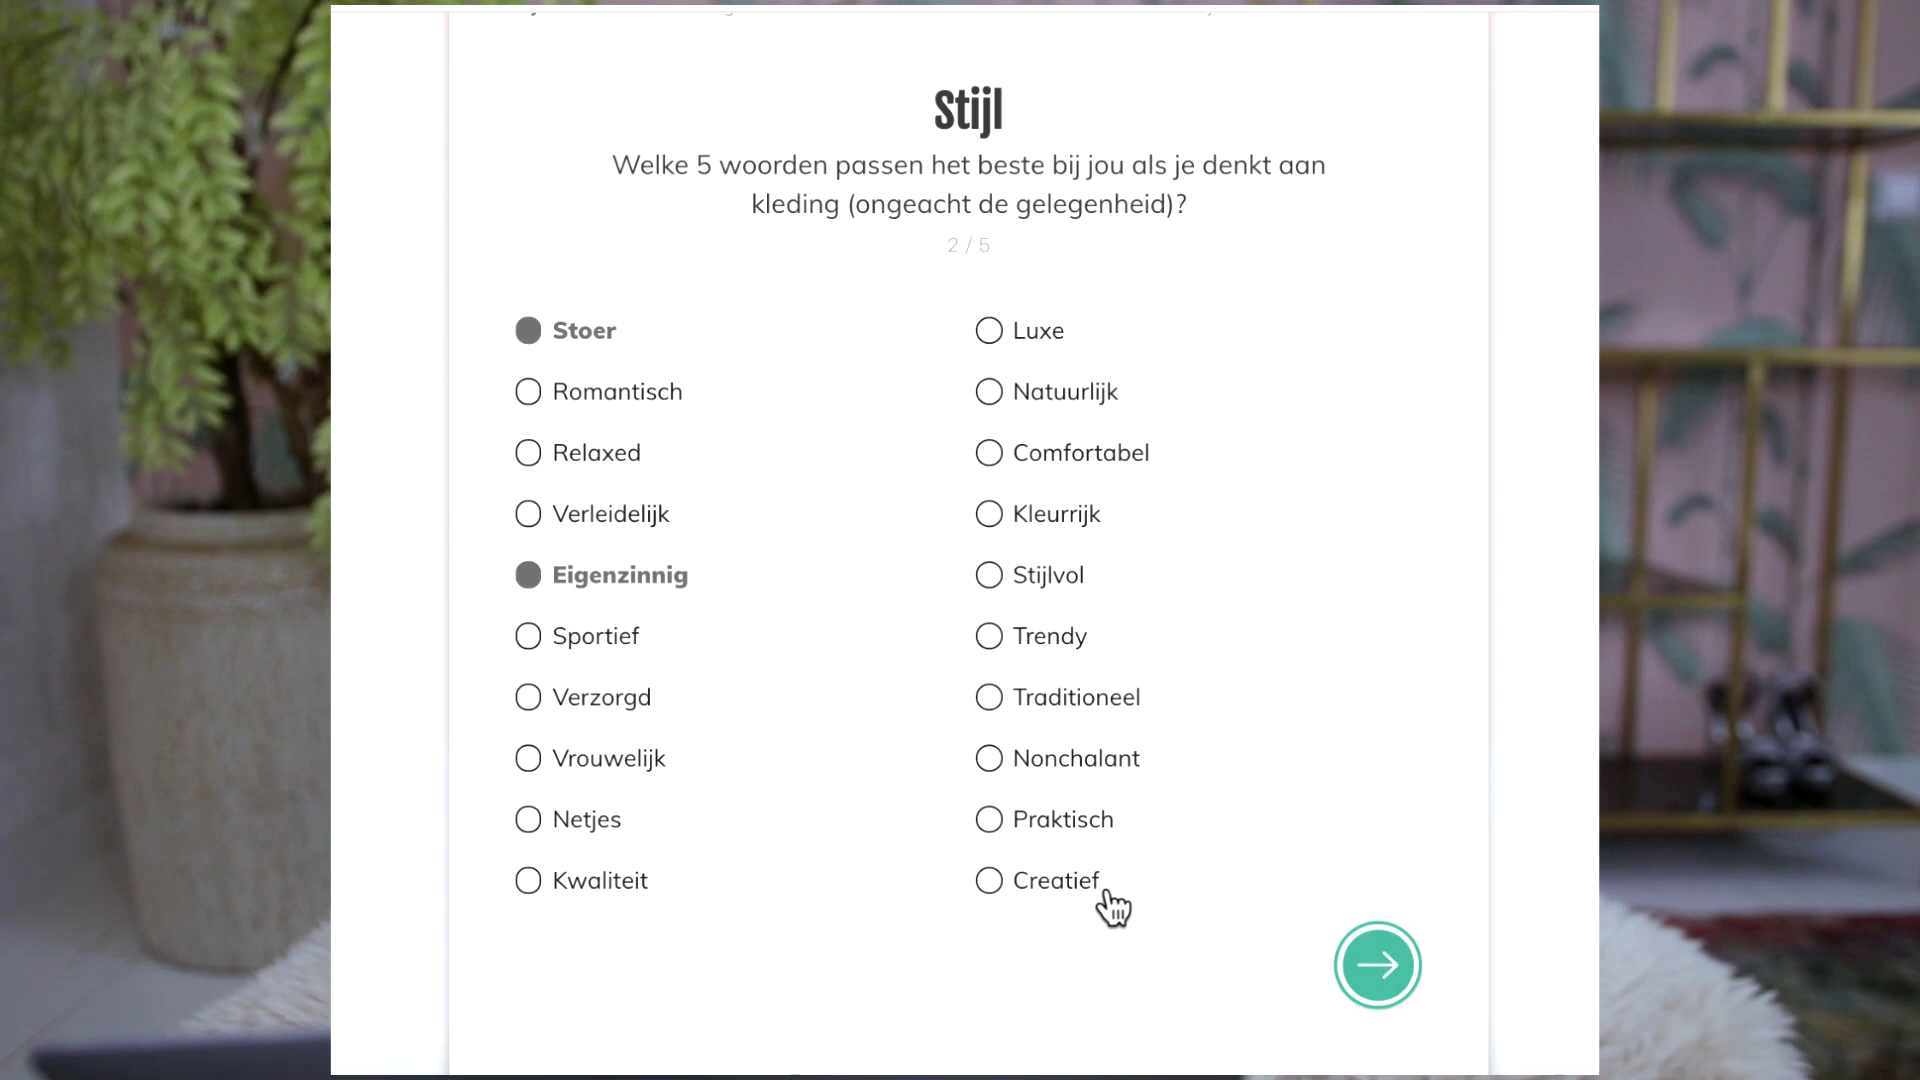 Stijl
Welke 5 woorden passen het beste bij jou als je denkt aan
kleding (ongeacht de gelegenheid)?
2 / 5
Stoer
Romantisch
Relaxed
Verleidelijk
Eigenzinnig
Sportief
Verzorgd
Vrouwelijk
Netjes
Kwaliteit
Luxe
Natuurlijk
Comfortabel
Kleurrijk
Stijlvol
Trendy
Traditioneel
Nonchalant
Praktisch
Creatief